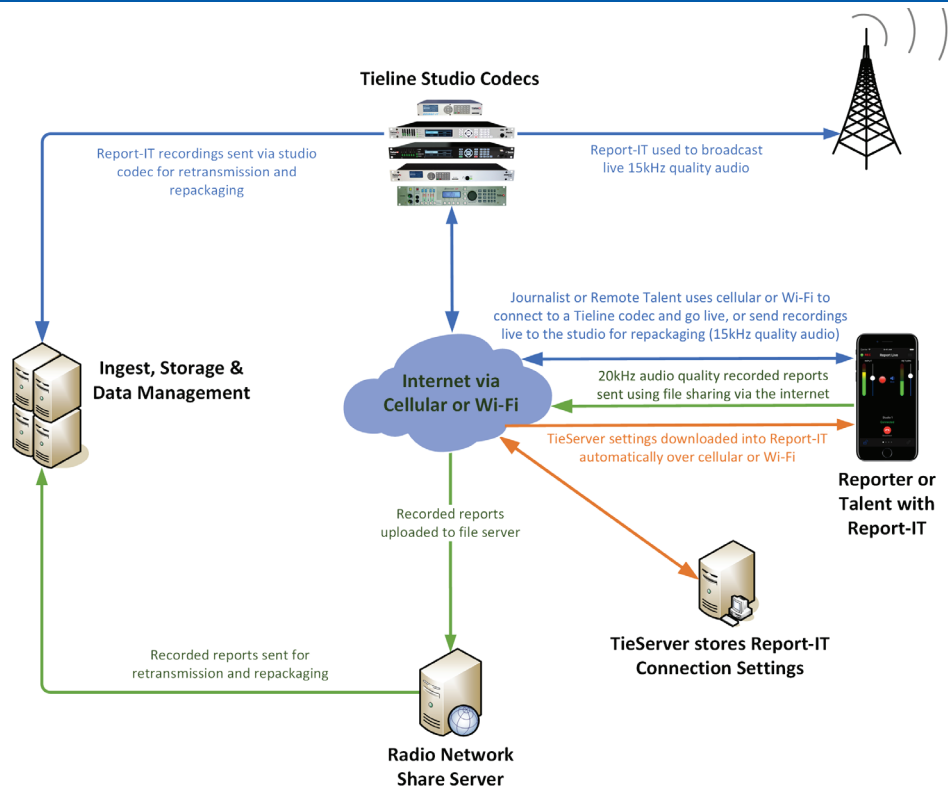 Tieline Studio Codecs
Report-IT recordings sent via studio
codec for retransmission and
repackaging
Report-IT used to broadcast
live 15kHz quality audio
Journalist or Remote Talent uses cellular or Wi-Fi to
connect to a Tieline codec and go live, or send recordings
live to the studio for repackaging (15kHz quality audio)
Ingest, Storage &
Data Management
Internet via
Cellular or Wi-Fi
20kHz audio quality recorded reports
sent using file sharing via the internet
TieServer settings downloaded into Report-IT
automatically over cellular or Wi-Fi
Report Live
Reporter or
Talent with
Report-IT
Recorded reports
uploaded to file server
TieServer stores Report-IT
Connection Settings
Recorded reports sent for
retransmission and repackaging
Radio Network
Share Server